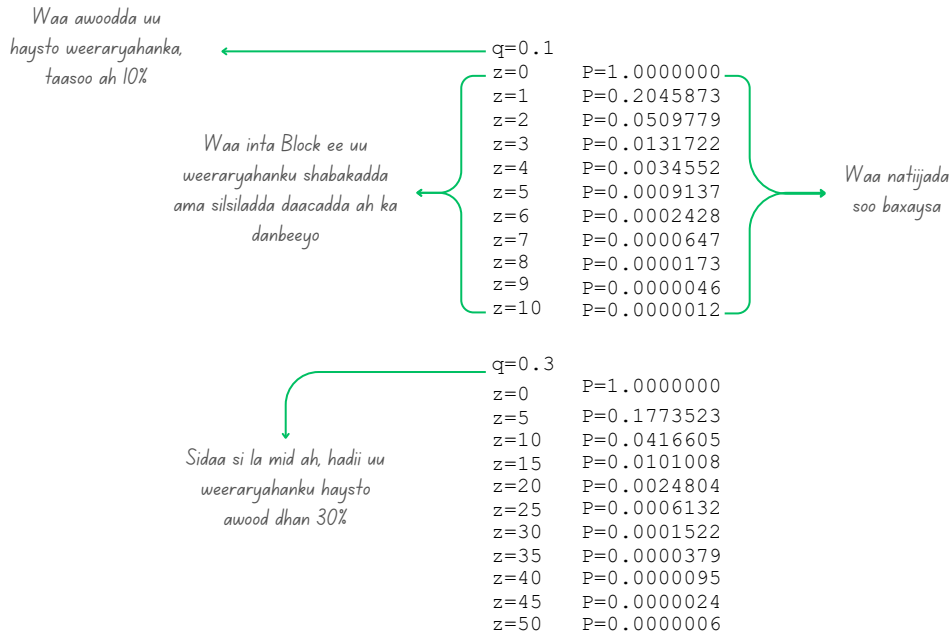 Waa awoodda uu
haysto weeraryahanka,
taasoo ah 10%
q=0.1
z=0 P=1.0000000
z=1 P=0.2045873
z=2 P=0.0509779
z=3 P=0.0131722
z=4 P=0.0034552
z=5 P=0.0009137
z=6 P=0.0002428
z=7 P=0.0000647
z=8 P=0.0000173
z=9 P=0.0000046
z=10 P=0.0000012
Waa inta Block ee uu
weeraryahanku shabakadda
ama silsiladda daacadda ah ka
danbeeyo
Waa natiijada
soo baxaysa
q=0.3
z=0 P=1.0000000
z=5 P=0.1773523
z=10 P=0.0416605
z=15 P=0.0101008
z=20 P=0.0024804
z=25 P=0.0006132
z=30 P=0.0001522
z=35 P=0.0000379
z=40 P=0.0000095
z=45 P=0.0000024
z=50 P=0.0000006
Sidaa si la mid ah, hadii uu
weeraryahanku haysto
awood dhan 30%